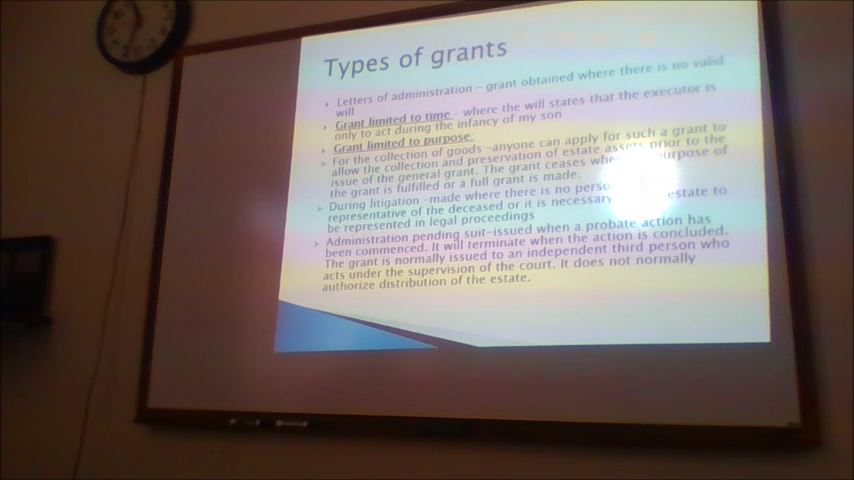 Types of grants
Letters of administration - grant obtained where there is no valid
will
Grant limited to time - where the will states that the executor is
only to act during the infancy of my son
Grant limited to purpose:
For the collection of goods -anyone can apply for such a grant to
allow the collection and preservation of estate assets prior to the
issue of the general grant. The grant ceases when purpose of
the grant is fulfilled or a full grant is made.
During litigation -made where there is no estate to
representative of the deceased or it is necessary
be represented in legal proceedings
Administration pending suit-issued when a probate action has
been commenced. It will terminate when the action is concluded.
The grant is normally issued to an independent third person who
acts under the supervision of the court. It does not normally
authorize distribution of the estate.